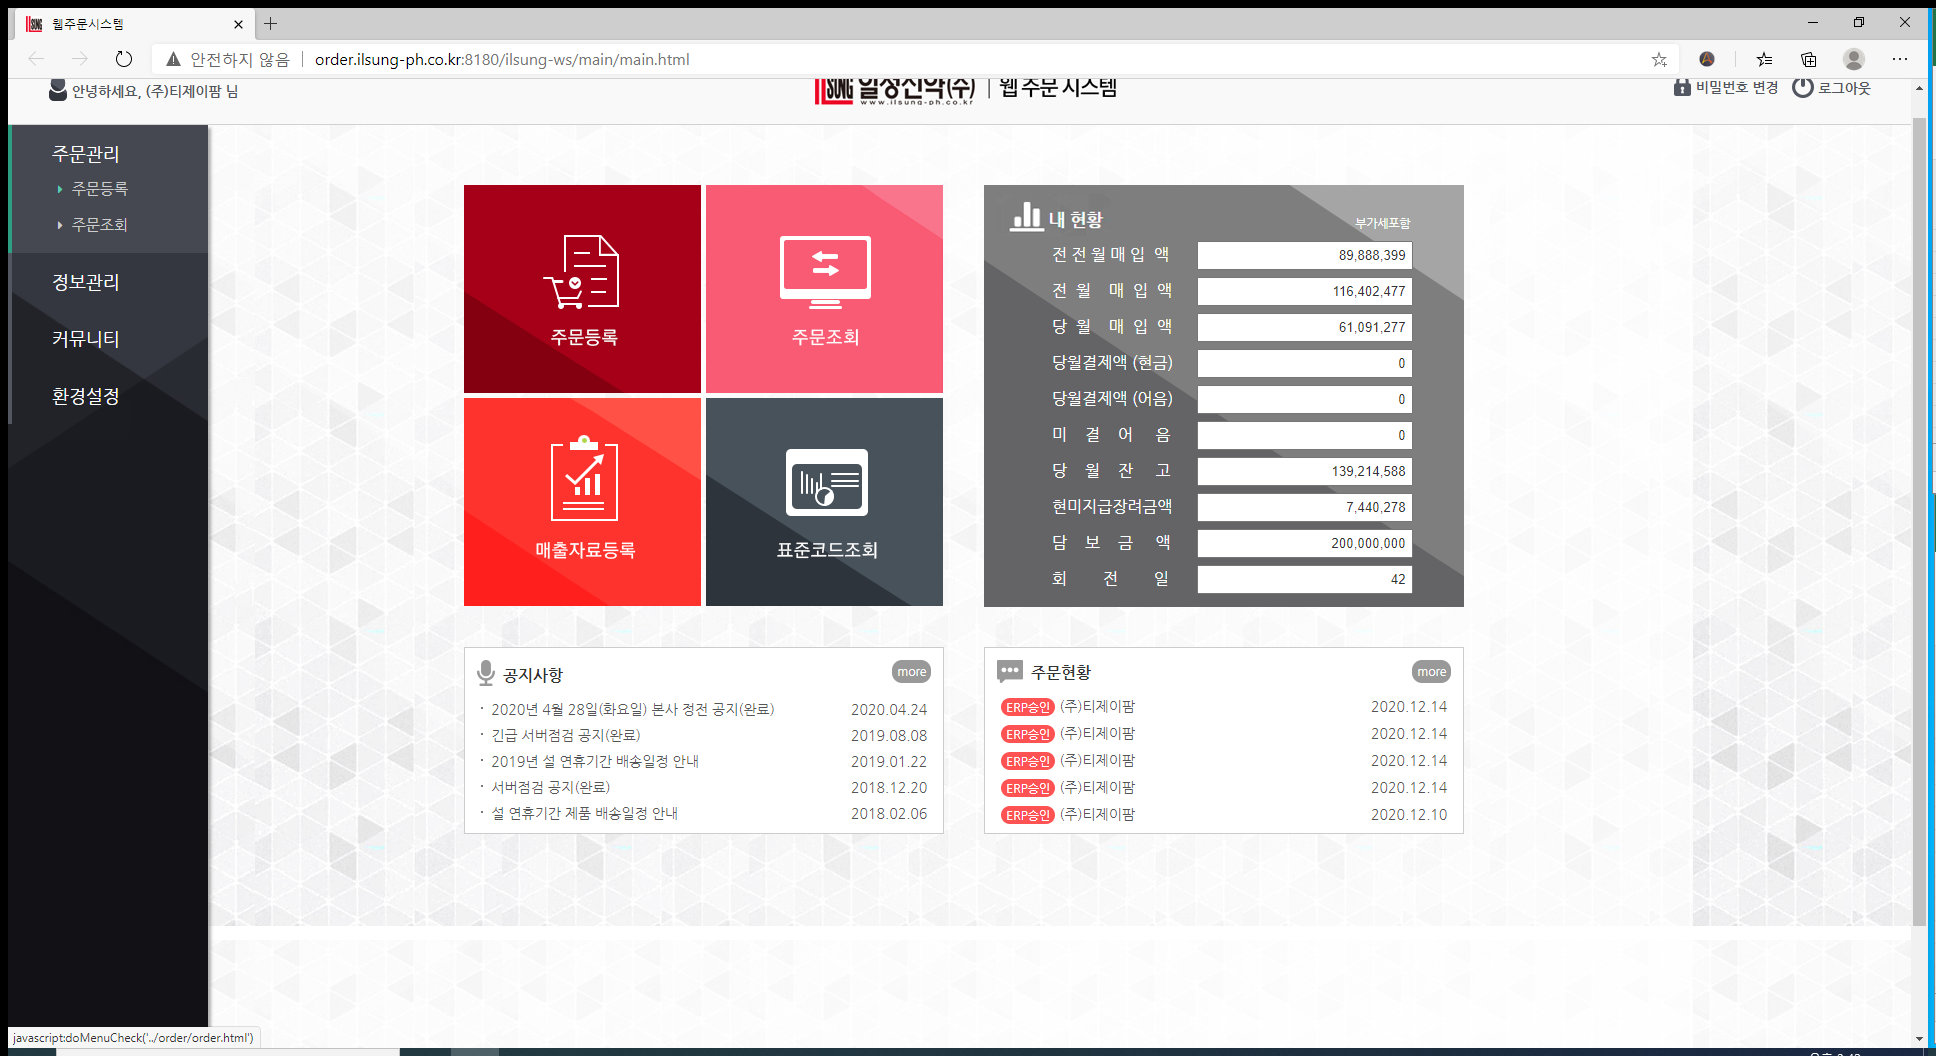 웹주문시스템
안전하지 않음
order.ilsung-ph.co.kr:8180/ilsung-ws/main/main.html
안녕하세요, (주)티제이팜 님
ILSUNG 일성신약(주) | 웹 주문 시스템
www.ilsung-ph.co.kr
비밀번호 변경
로그아웃
주문관리
주문등록
주문조회
정보관리
커뮤니티
환경설정
주문등록
주문조회
매출자료등록
표준코드조회
내 현황
부가세포함
전 전 월 매 입 액 89,888,399
전 월 매 입 액 116,402,477
당 월 매 입 액 61,091,277
당월결제액 (현금) 0
당월결제액 (어음) 0
미 결 어 음 0
당 월 잔 고 139,214,588
현미지급장려금액 7,440,278
담 보 금 액 200,000,000
회 전 일 42
공지사항 more
· 2020년 4월 28일(화요일) 본사 정전 공지(완료) 2020.04.24
· 긴급 서버점검 공지(완료) 2019.08.08
· 2019년 설 연휴기간 배송일정 안내 2019.01.22
· 서버점검 공지(완료) 2018.12.20
· 설 연휴기간 제품 배송일정 안내 2018.02.06
주문현황 more
ERP승인 (주)티제이팜 2020.12.14
ERP승인 (주)티제이팜 2020.12.14
ERP승인 (주)티제이팜 2020.12.14
ERP승인 (주)티제이팜 2020.12.14
ERP승인 (주)티제이팜 2020.12.10
javascript:doMenuCheck('../order/order.html')